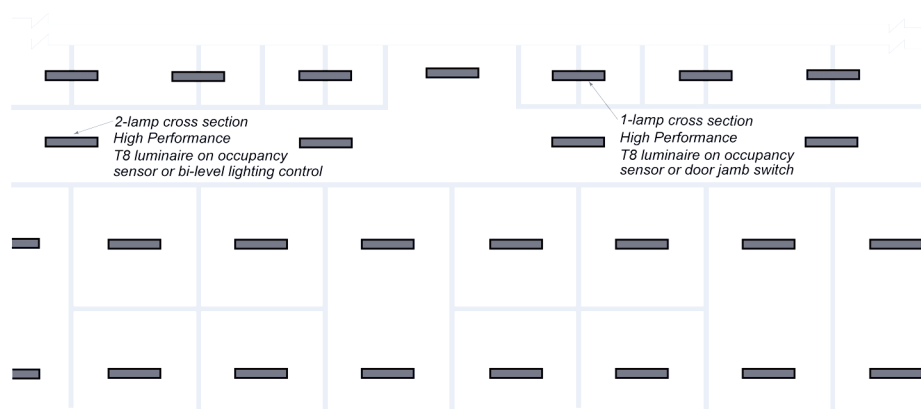 2-lamp cross section
High Performance
T8 luminaire on occupancy
sensor or bi-level lighting control
1-lamp cross section
High Performance
T8 luminaire on occupancy
sensor or door jamb switch